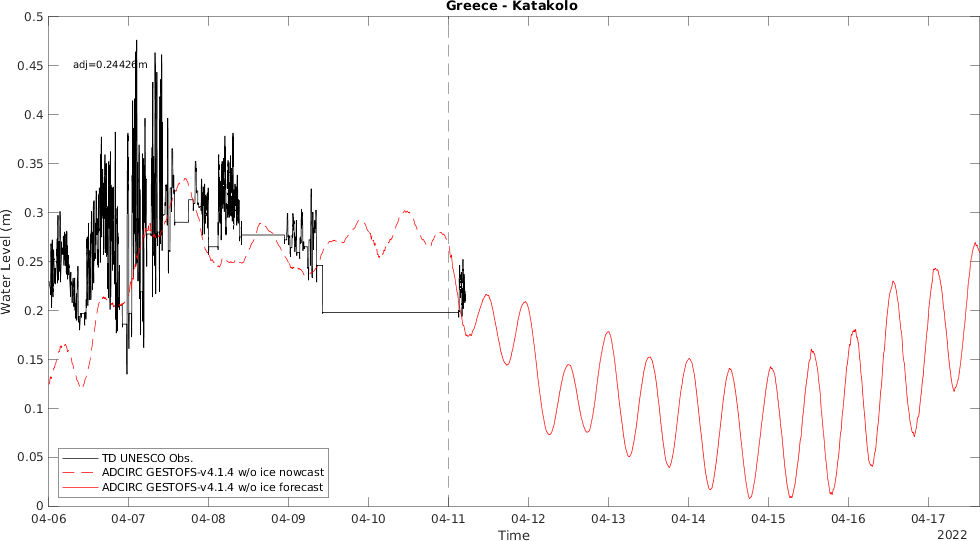 Greece - Katakolo
0.5
0.45
adj=0.24426m
0.4
0.35
0.3
0.25
0.2
0.15
0.1
0.05
0
Water Level (m)
TD UNESCO Obs.
ADCIRC GESTOFS-v4.1.4 w/o ice nowcast
ADCIRC GESTOFS-v4.1.4 w/o ice forecast
04-06 04-07 04-08 04-09 04-10 04-11 04-12 04-13 04-14 04-15 04-16 04-17
Time
2022